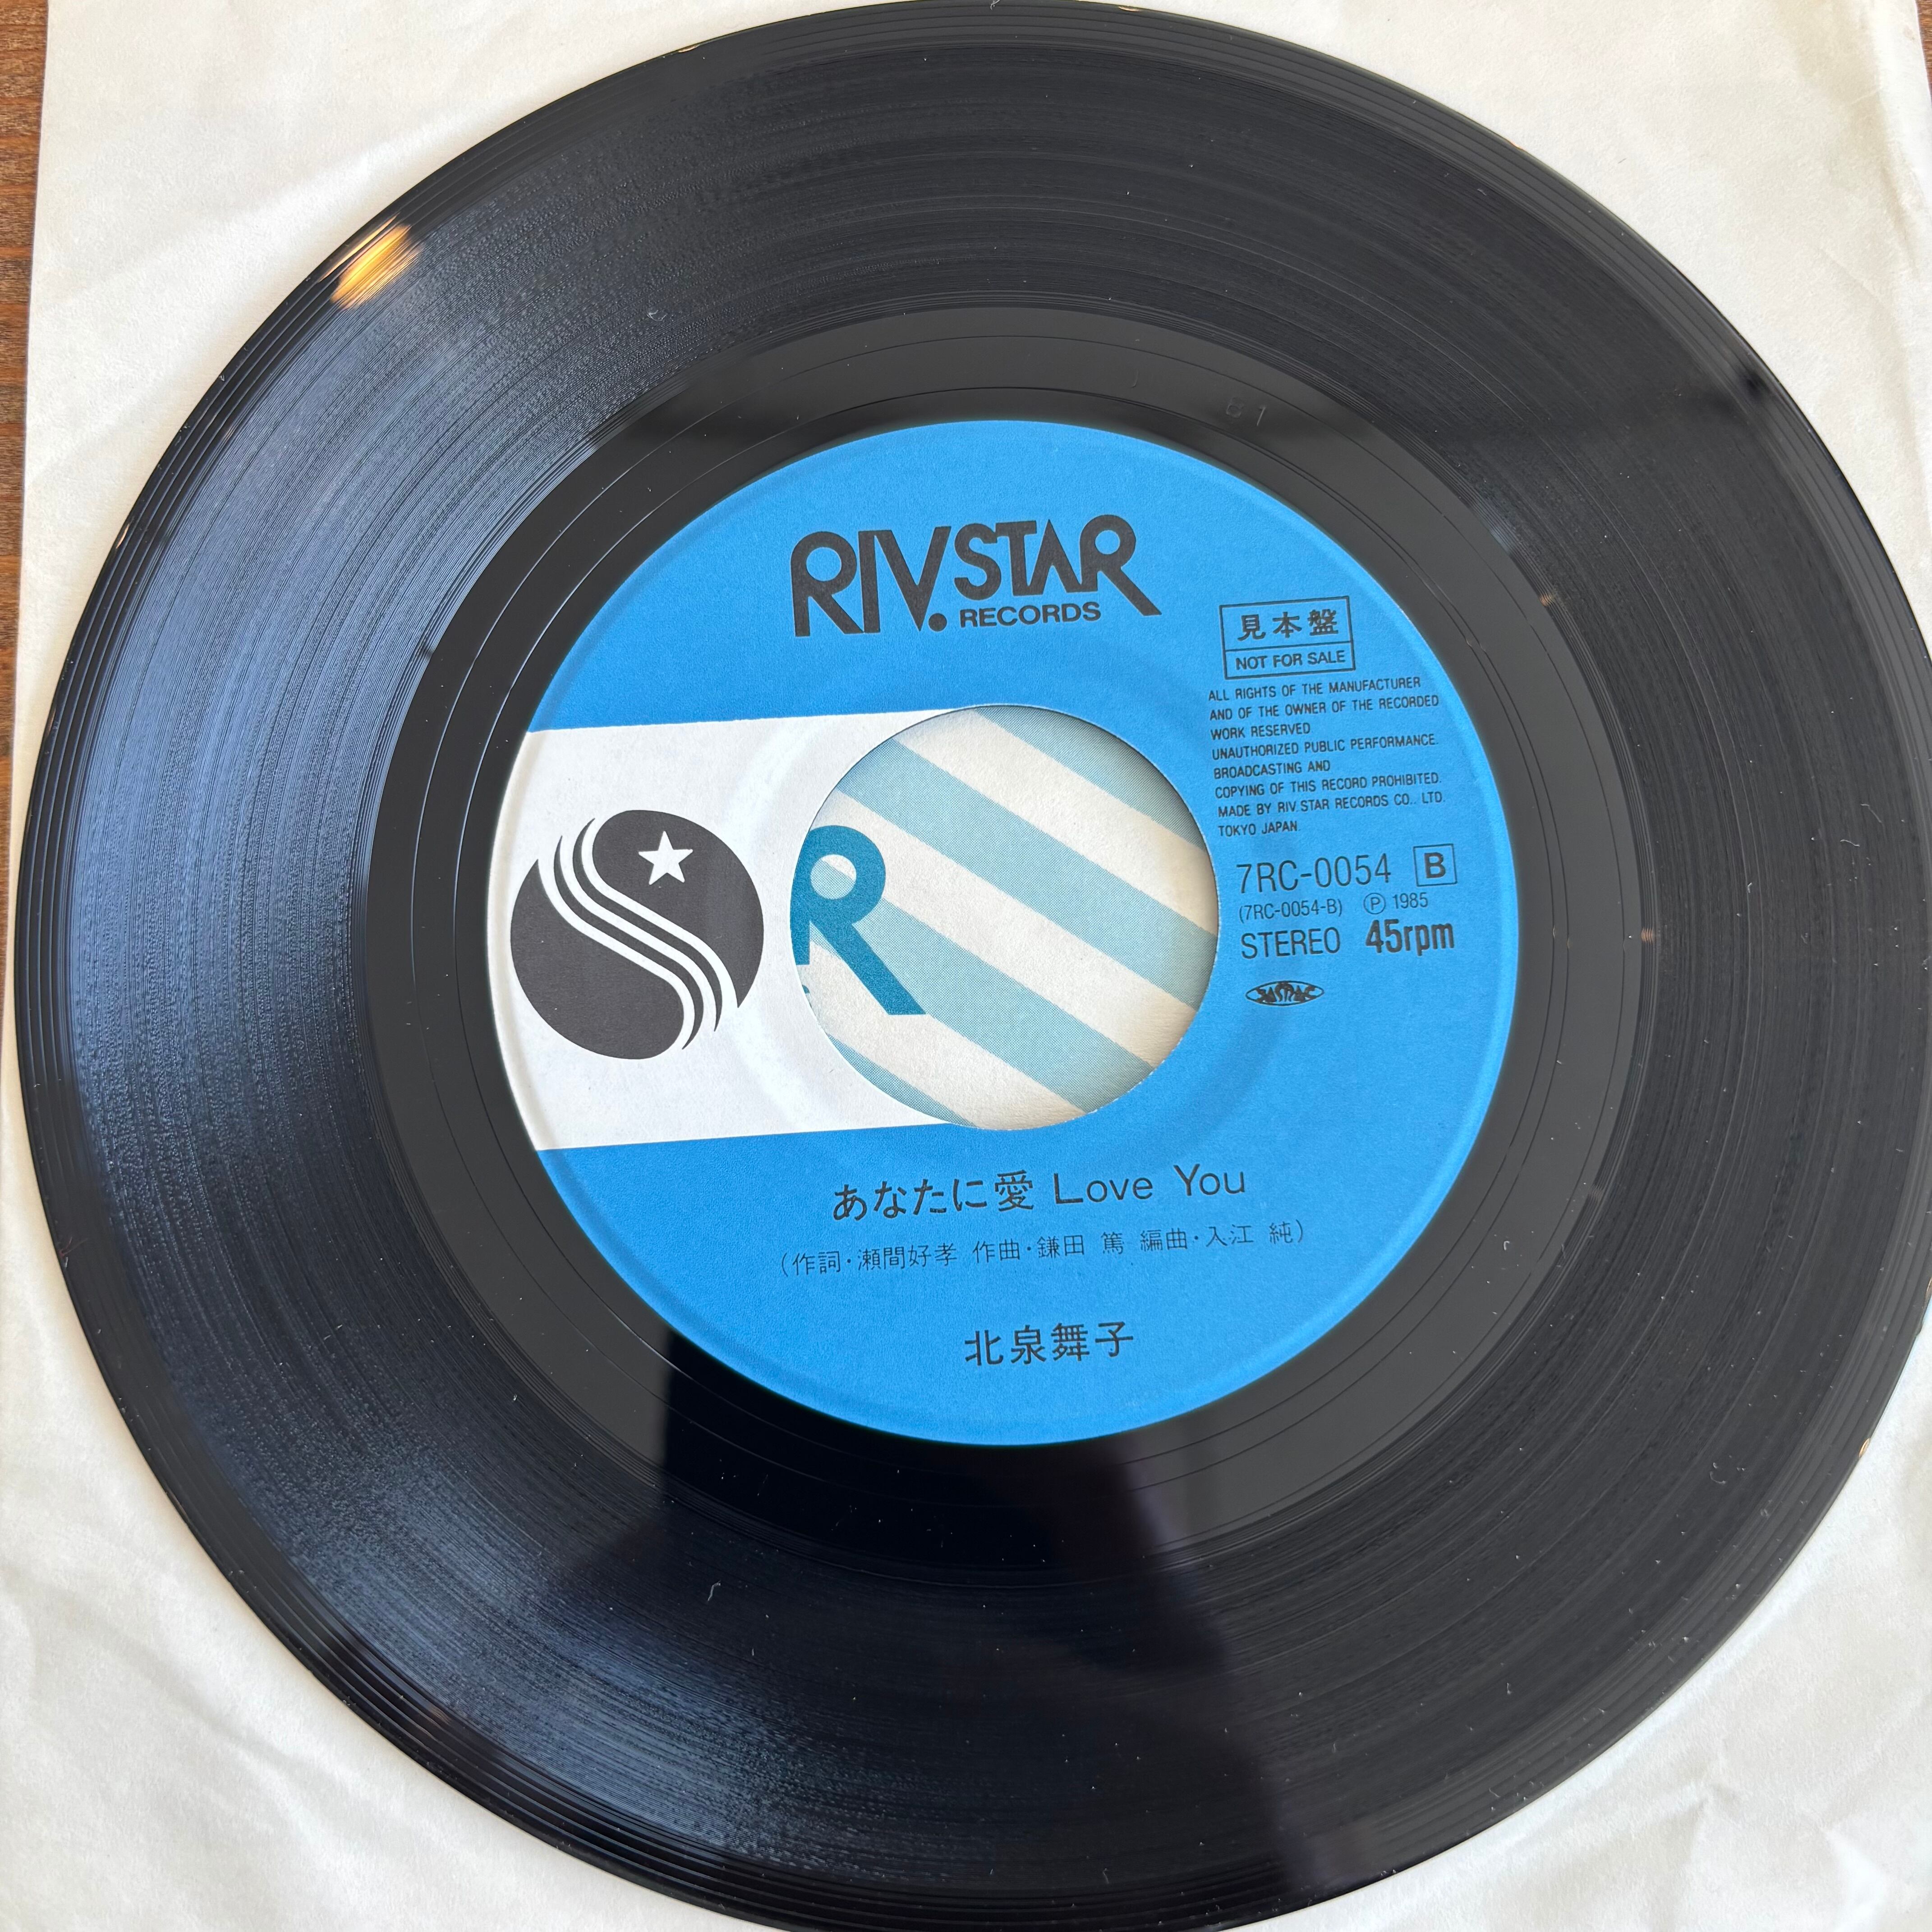 B1
RIV.STAR
RECORDS
見本盤
NOT FOR SALE
ALL RIGHTS OF THE MANUFACTURER
AND OF THE OWNER OF THE RECORDED
WORK RESERVED
UNAUTHORIZED PUBLIC PERFORMANCE.
BROADCASTING AND
COPYING OF THIS RECORD PROHIBITED.
MADE BY RIV.STAR RECORDS CO., LTD.
TOKYO JAPAN.
R
7RC-0054 B
(7RC-0054-B) Ⓟ 1985
STEREO 45rpm
JASRAC
あなたに愛 Love You
(作詞・瀬間好孝 作曲・鎌田 篤 編曲・入江 純)
北泉舞子